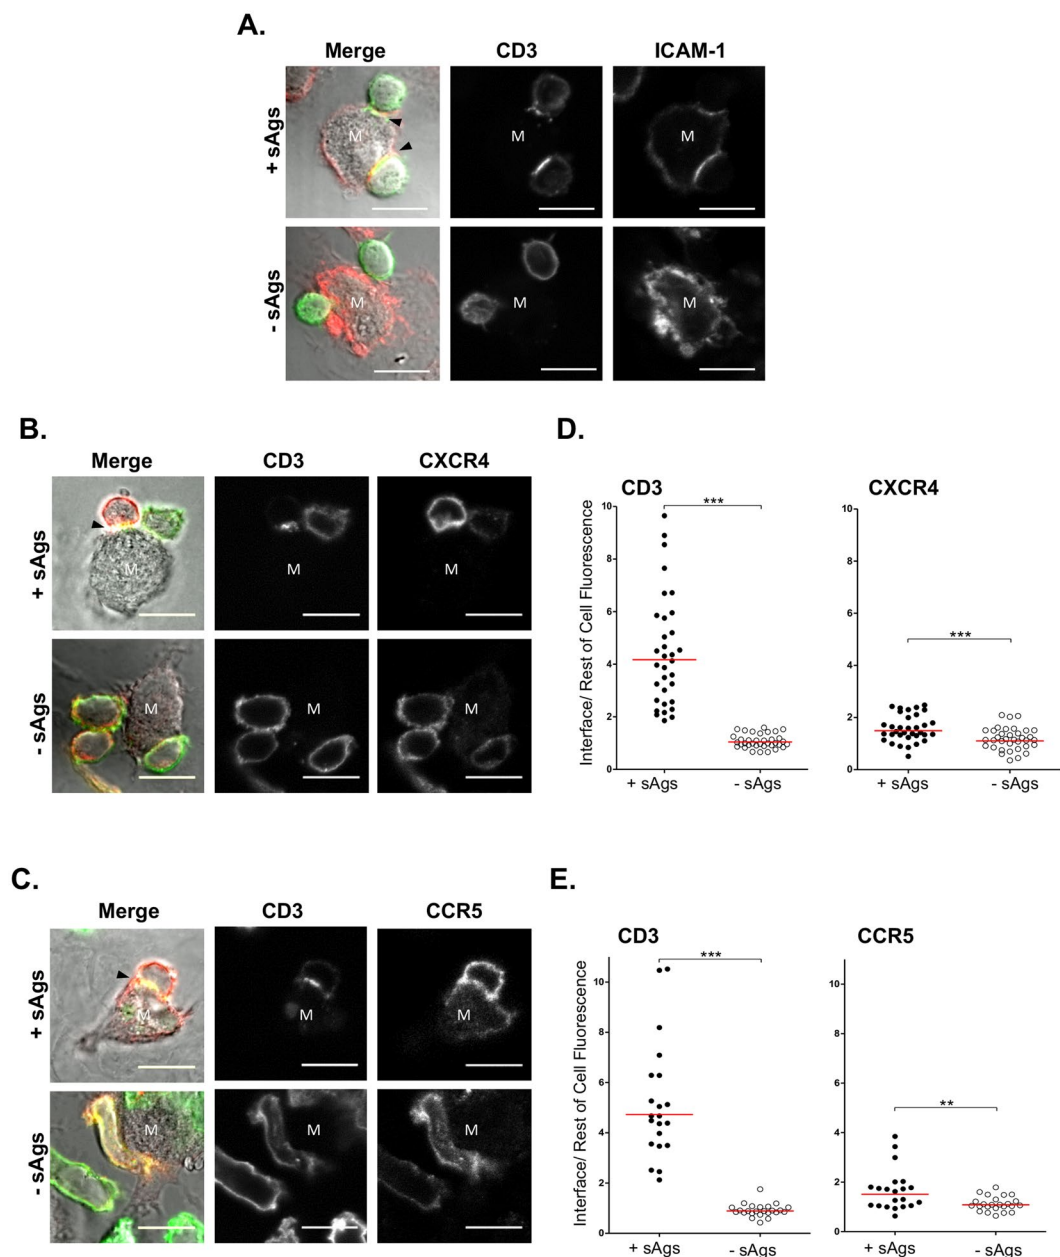 A.
Merge CD3 ICAM-1
+ sAgs
M M M
- sAgs
M M M
B.
Merge CD3 CXCR4
+ sAgs
M M M
- sAgs
M M M
D.
CD3 CXCR4
Interface/ Rest of Cell Fluorescence
10 10
*** 
8 8
6 6
***
4 4
2 2
0 0
+ sAgs - sAgs + sAgs - sAgs
C.
Merge CD3 CCR5
+ sAgs
M M M
- sAgs
M M M
E.
CD3 CCR5
Interface/ Rest of Cell Fluorescence
***
10 10
8 8
6 6
**
4 4
2 2
0 0
+ sAgs - sAgs + sAgs - sAgs